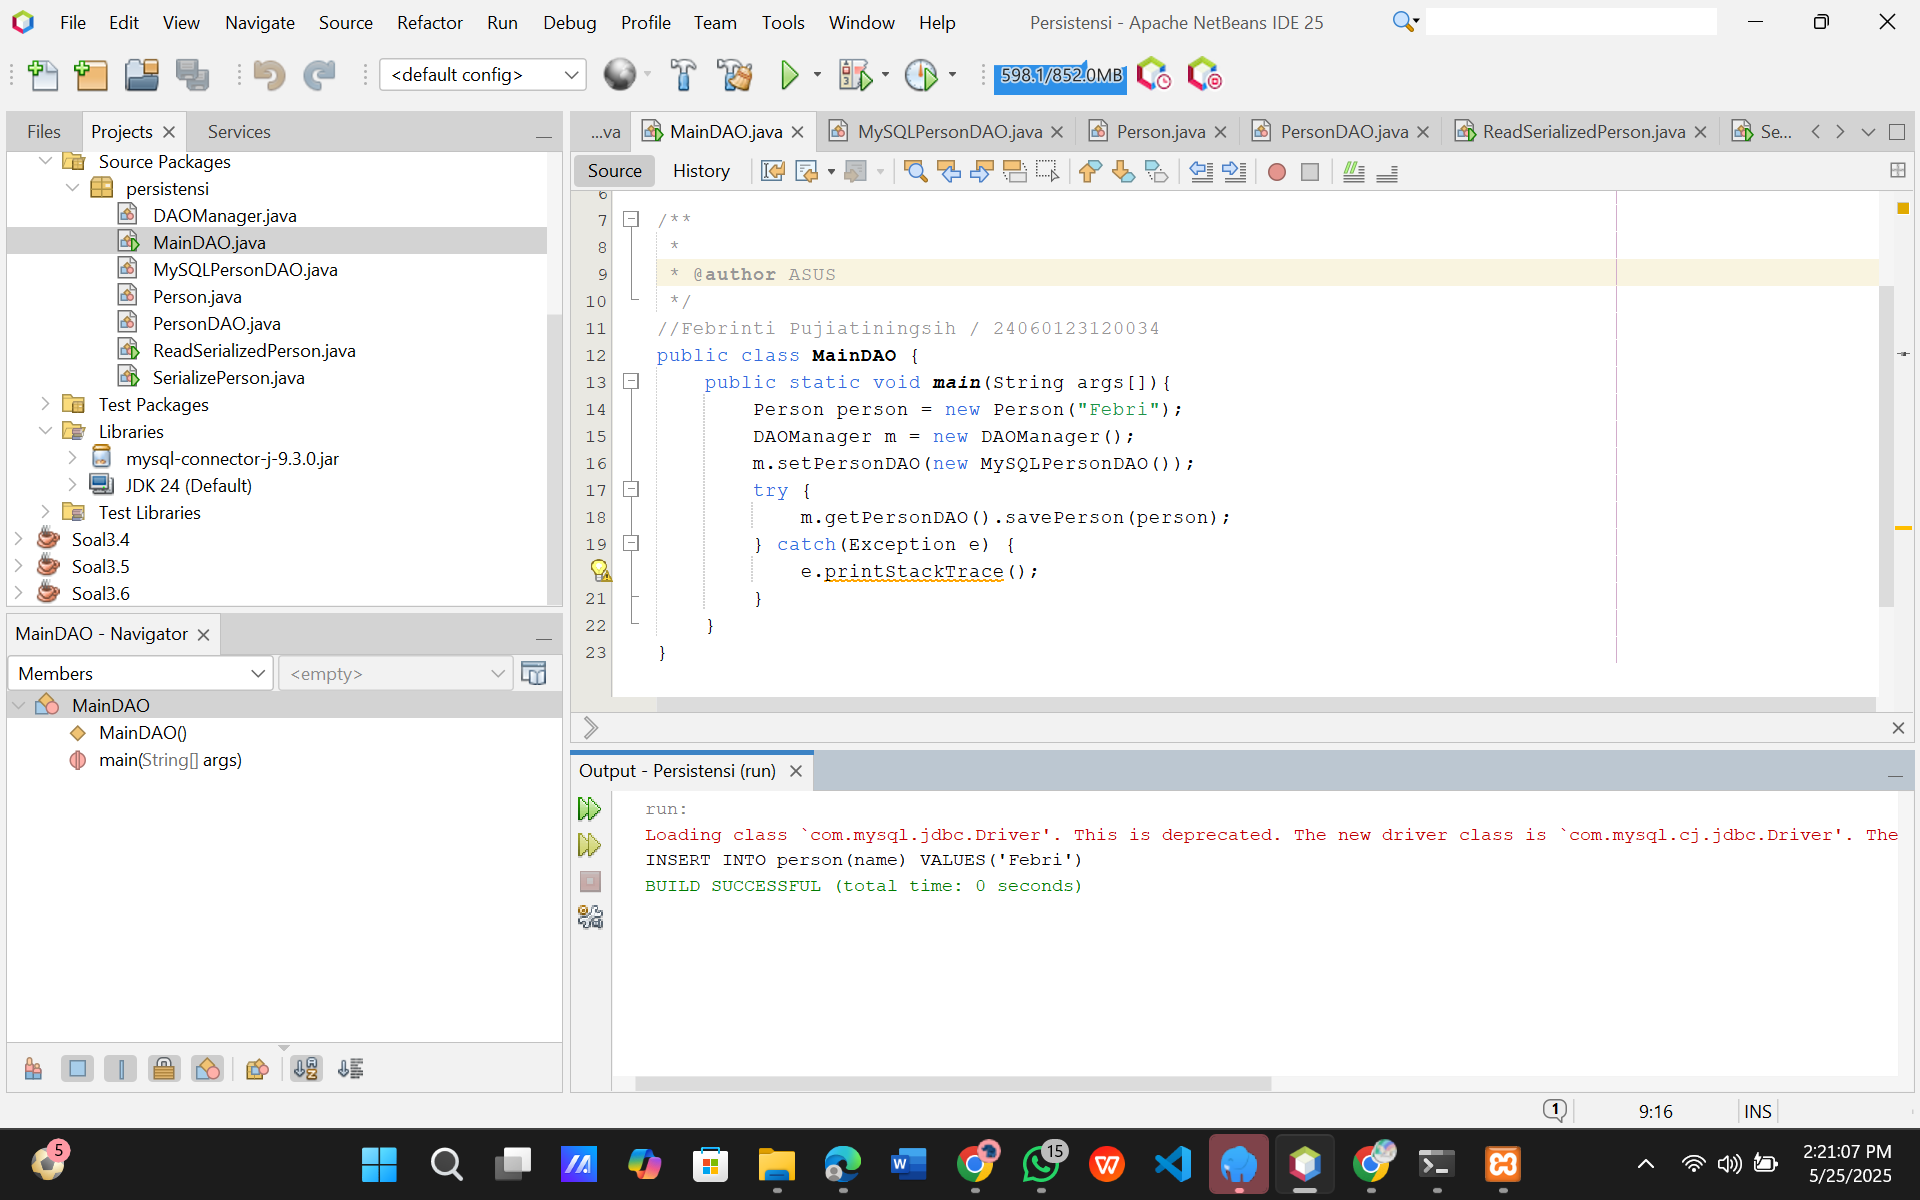 File Edit View Navigate Source Refactor Run Debug Profile Team Tools Window Help
Persistensi - Apache NetBeans IDE 25
<default config>
598.1/852.0MB
Files Projects Services
Source Packages
persistensi
DAOManager.java
MainDAO.java
MySQLPersonDAO.java
Person.java
PersonDAO.java
ReadSerializedPerson.java
SerializePerson.java
Test Packages
Libraries
mysql-connector-j-9.3.0.jar
JDK 24 (Default)
Test Libraries
Soal3.4
Soal3.5
Soal3.6
MainDAO - Navigator
Members <empty>
MainDAO
MainDAO()
main(String[] args)
...va MainDAO.java MySQLPersonDAO.java Person.java PersonDAO.java ReadSerializedPerson.java Se...
Source History
6
7 /**
8 *
9 * @author ASUS
10 */
11 //Febrinti Pujiatiningsih / 24060123120034
12 public class MainDAO {
13 public static void main(String args[]){
14 Person person = new Person("Febri");
15 DAOManager m = new DAOManager();
16 m.setPersonDAO(new MySQLPersonDAO());
17 try {
18 m.getPersonDAO().savePerson(person);
19 } catch(Exception e) {
e.printStackTrace();
21 }
22 }
23 }
Output - Persistensi (run)
run:
Loading class `com.mysql.jdbc.Driver'. This is deprecated. The new driver class is `com.mysql.cj.jdbc.Driver'. The
INSERT INTO person(name) VALUES('Febri')
BUILD SUCCESSFUL (total time: 0 seconds)
1 9:16 INS
5
15
2:21:07 PM
5/25/2025